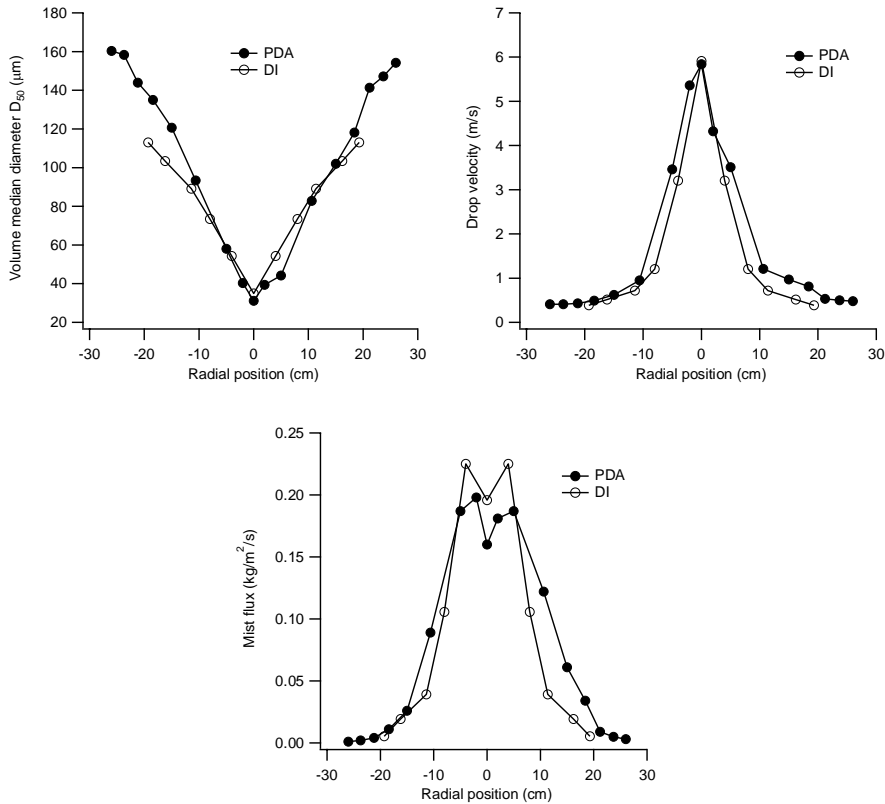 Volume median diameter D50 (μm)
180
160
140
120
100
80
60
40
20
-30 -20 -10 0 10 20 30
Radial position (cm)
PDA
DI
Drop velocity (m/s)
7
6
5
4
3
2
1
0
-30 -20 -10 0 10 20 30
Radial position (cm)
PDA
DI
Mist flux (kg/m²/s)
0.25
0.20
0.15
0.10
0.05
0.00
-30 -20 -10 0 10 20 30
Radial position (cm)
PDA
DI